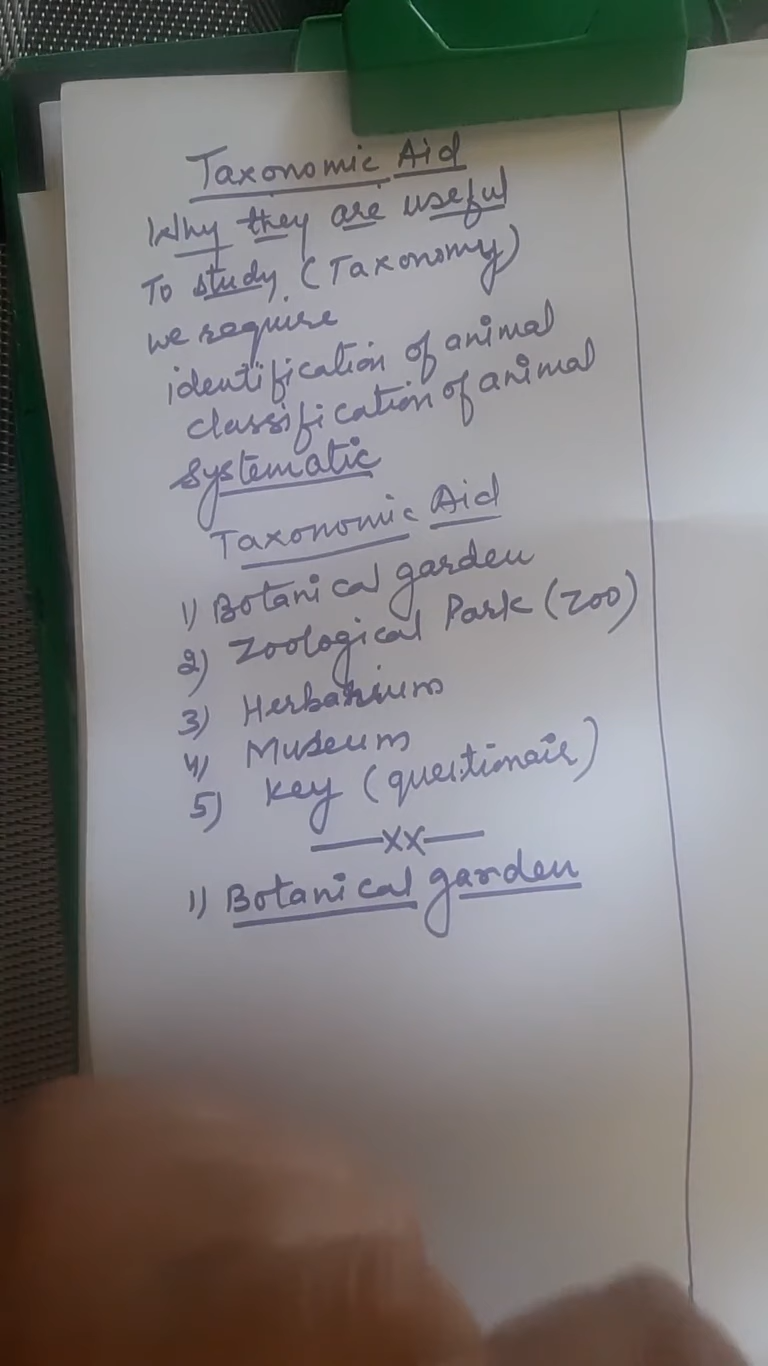 Taxonomic Aid
Why they are useful
To study (Taxonomy)
we require
identification of animal
classification of animal
systematic
Taxonomic Aid
1) Botanical garden
2) Zoological Park (Zoo)
3) Herbarium
4) Museum
5) Key (questionair)
—xx—
1) Botanical garden